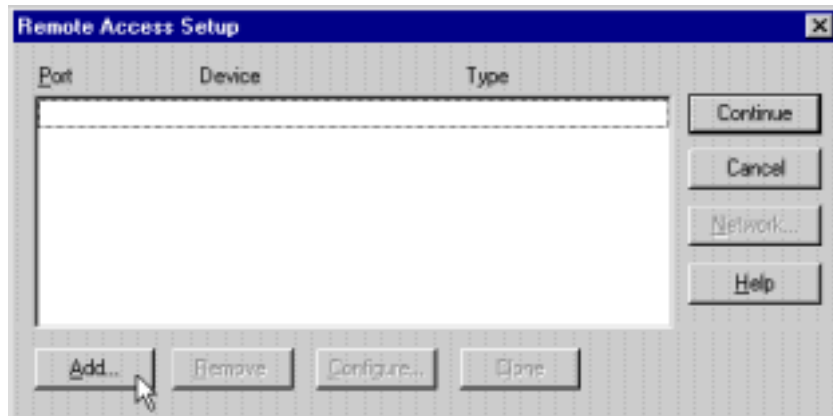 Remote Access Setup
Port Device Type
Continue
Cancel
Network...
Help
Add... Remove Configure... Clone